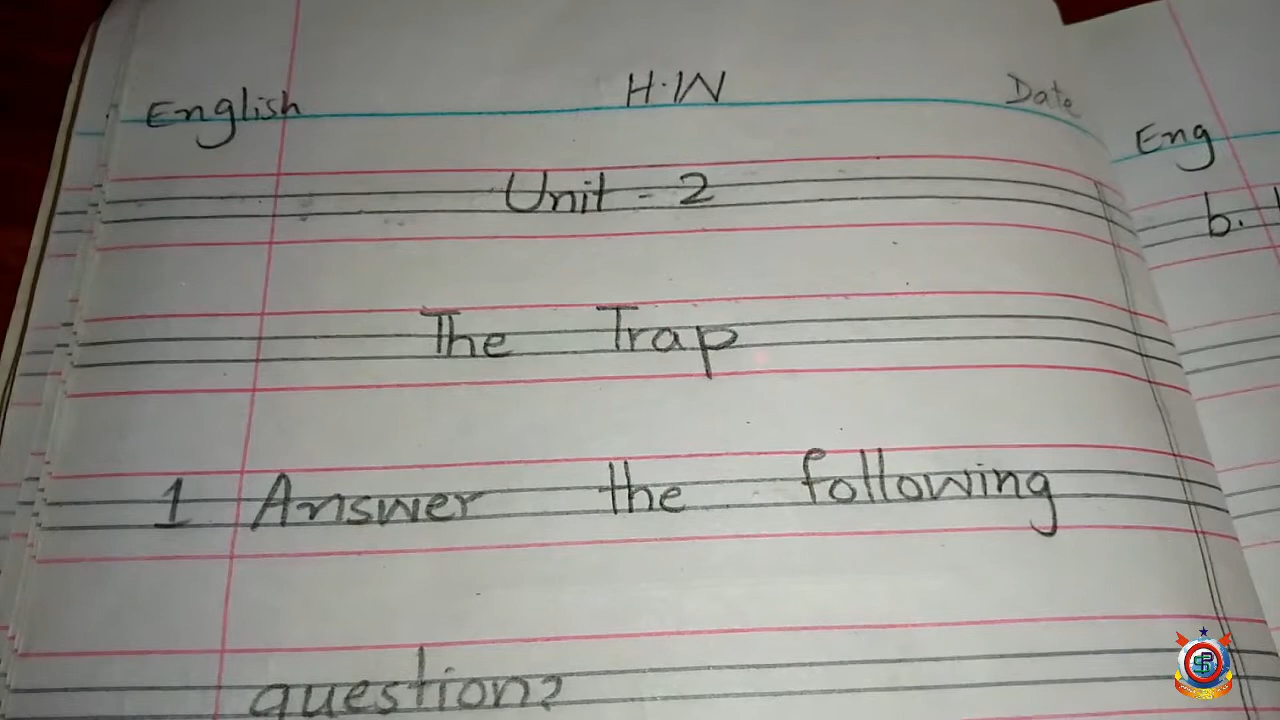 English H.W Date
Unit - 2
The Trap
1 Answer the following
question?
Eng
b.